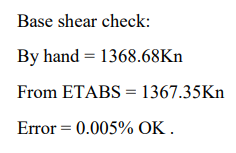 Base shear check:
By hand = 1368.68Kn
From ETABS = 1367.35Kn
Error = 0.005% OK .